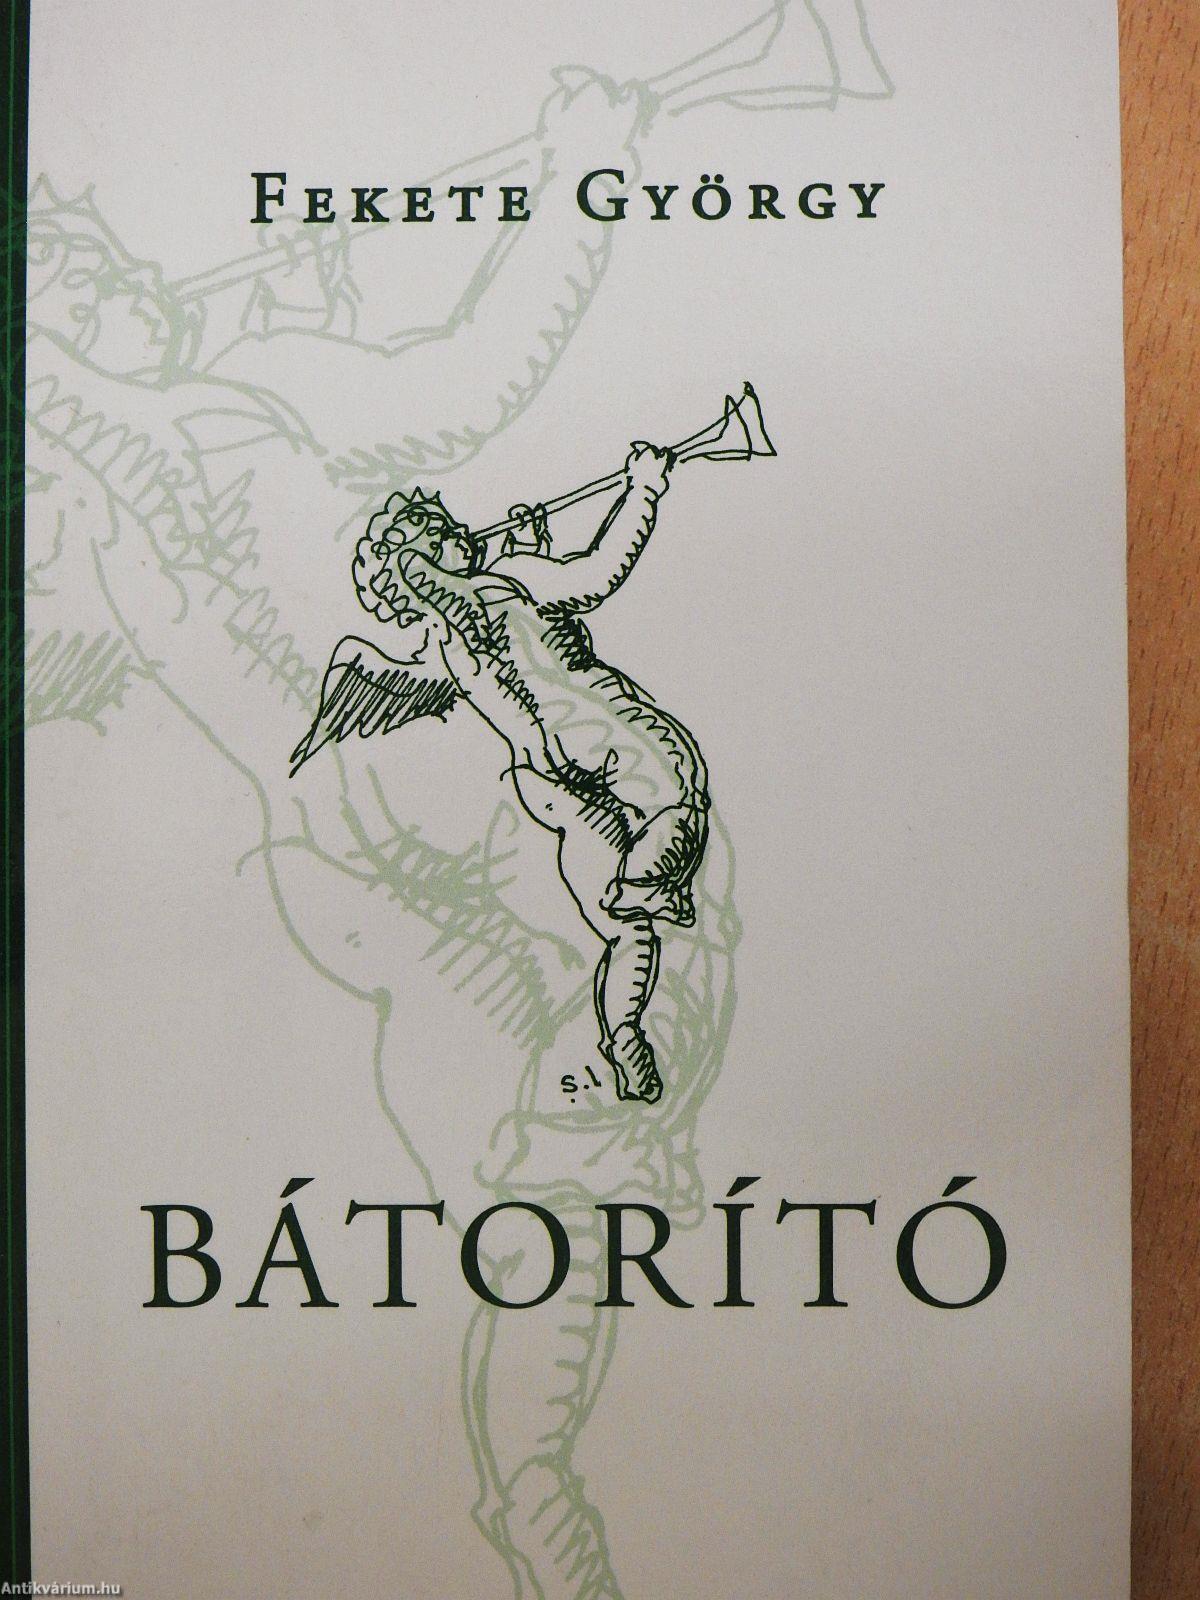 FEKETE GYÖRGY
S.I
BÁTORÍTÓ
Antikvárium.hu